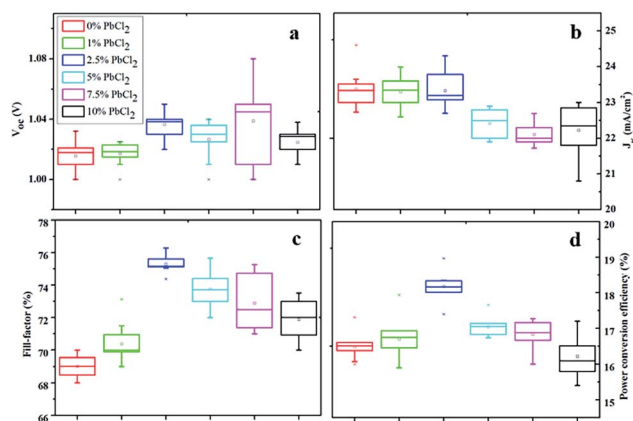 a
b
0% PbCl2
1% PbCl2
2.5% PbCl2
5% PbCl2
7.5% PbCl2
10% PbCl2
Voc (V)
1.08
1.04
1.00
Jsc (mA/cm2)
25
24
23
22
21
20
c
d
Fill-factor (%)
78
76
74
72
70
68
66
Power conversion efficiency (%)
19
18
17
16
15